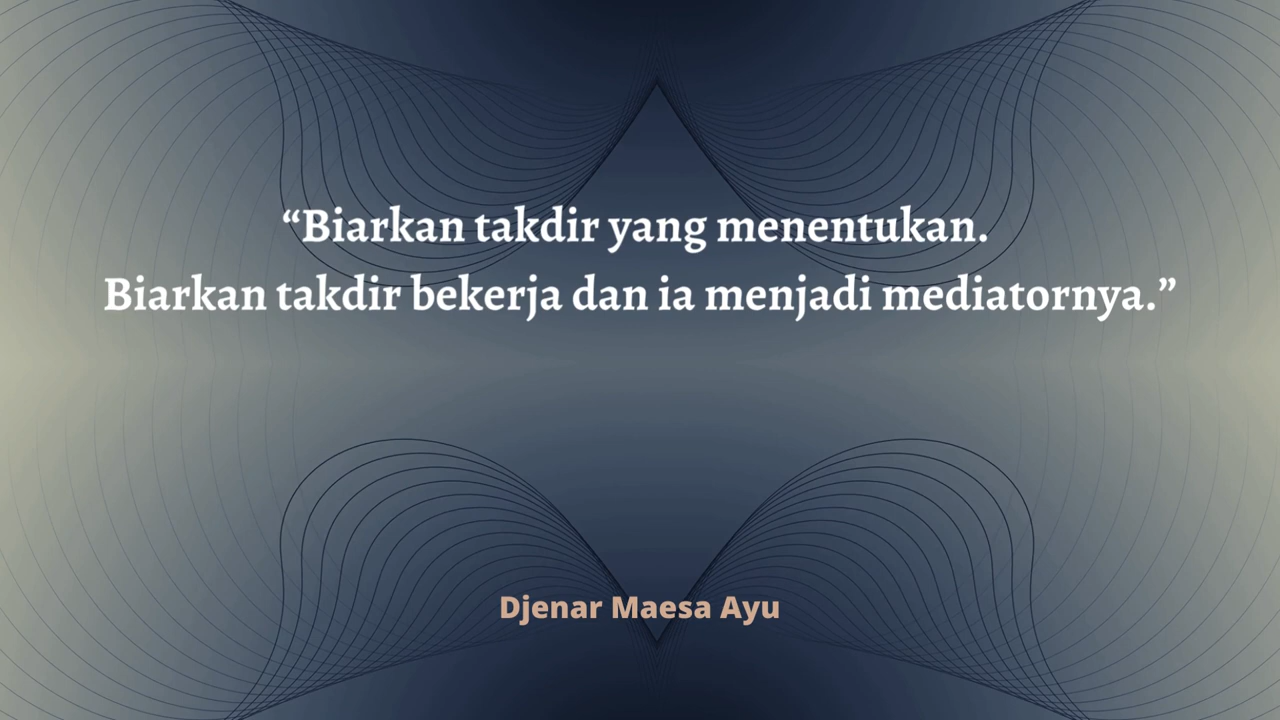 “Biarkan takdir yang menentukan.
Biarkan takdir bekerja dan ia menjadi mediatornya.”
Djenar Maesa Ayu